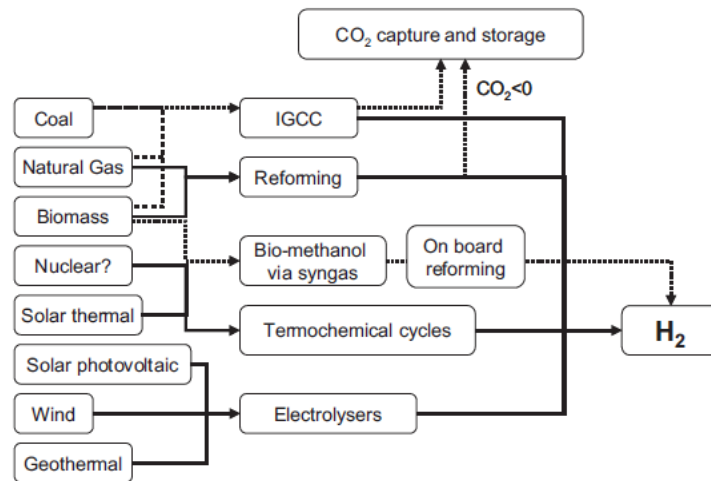 CO₂ capture and storage
CO₂<0
Coal
IGCC
Natural Gas
Reforming
Biomass
Bio-methanol
via syngas
On board
reforming
Nuclear?
Solar thermal
Termochemical cycles
H₂
Solar photovoltaic
Wind
Electrolysers
Geothermal